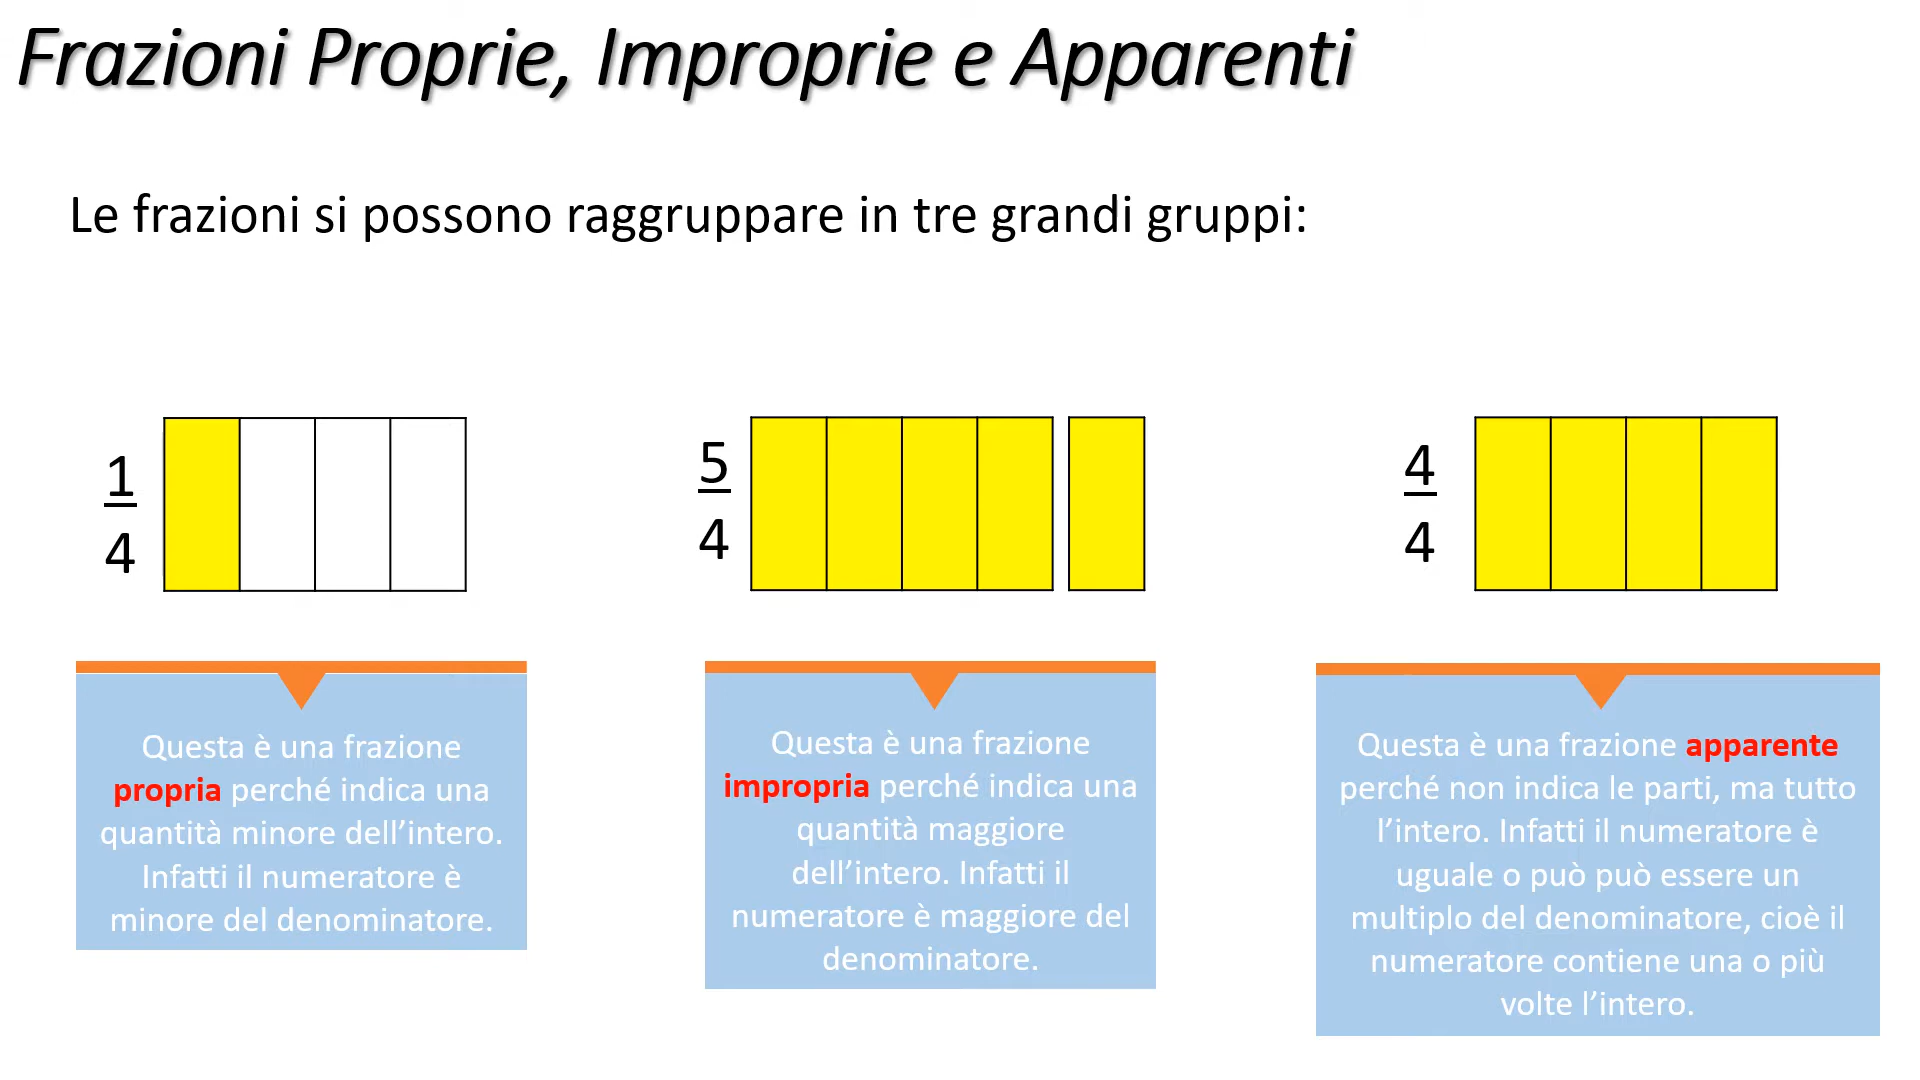 Frazioni Proprie, Improprie e Apparenti
Le frazioni si possono raggruppare in tre grandi gruppi:
1
4
5
4
4
4
Questa è una frazione
propria perché indica una
quantità minore dell’intero.
Infatti il numeratore è
minore del denominatore.
Questa è una frazione
impropria perché indica una
quantità maggiore
dell’intero. Infatti il
numeratore è maggiore del
denominatore.
Questa è una frazione apparente
perché non indica le parti, ma tutto
l’intero. Infatti il numeratore è
uguale o può può essere un
multiplo del denominatore, cioè il
numeratore contiene una o più
volte l’intero.